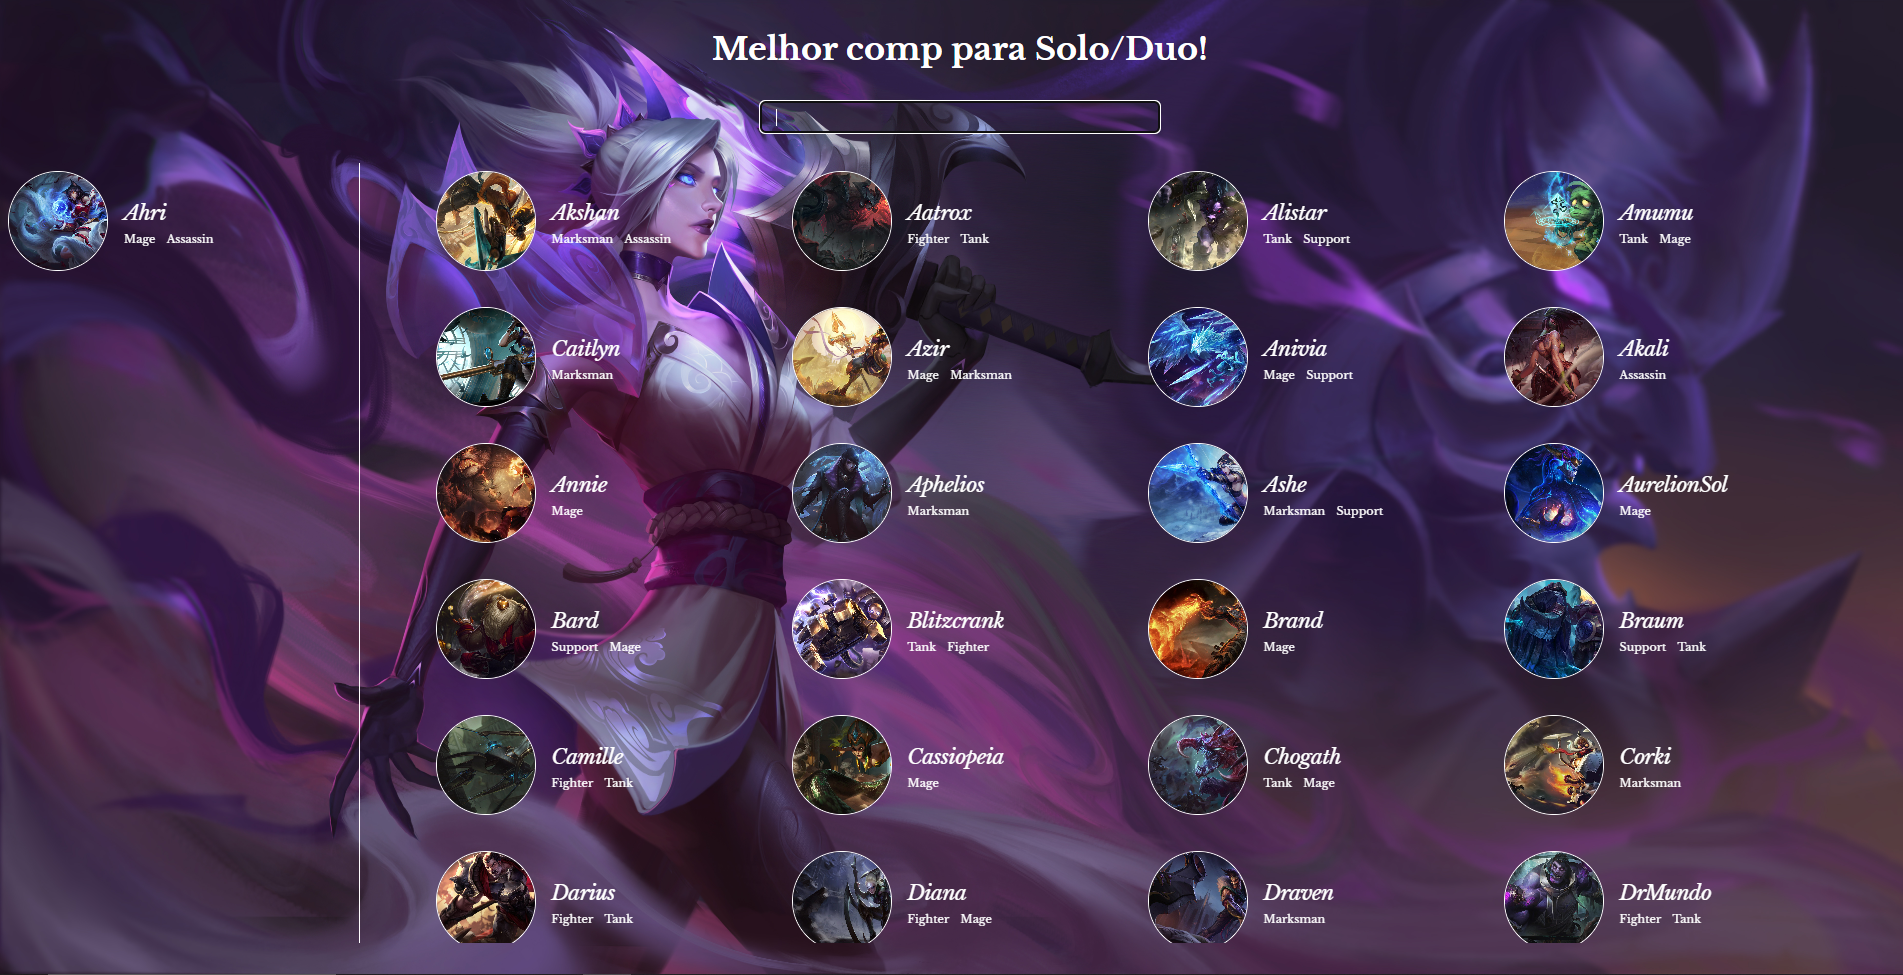 Melhor comp para Solo/Duo!
Ahri
Mage Assassin
Akshan
Marksman Assassin
Aatrox
Fighter Tank
Alistar
Tank Support
Amumu
Tank Mage
Caitlyn
Marksman
Azir
Mage Marksman
Anivia
Mage Support
Akali
Assassin
Annie
Mage
Aphelios
Marksman
Ashe
Marksman Support
AurelionSol
Mage
Bard
Support Mage
Blitzcrank
Tank Fighter
Brand
Mage
Braum
Support Tank
Camille
Fighter Tank
Cassiopeia
Mage
Chogath
Tank Mage
Corki
Marksman
Darius
Fighter Tank
Diana
Fighter Mage
Draven
Marksman
DrMundo
Fighter Tank